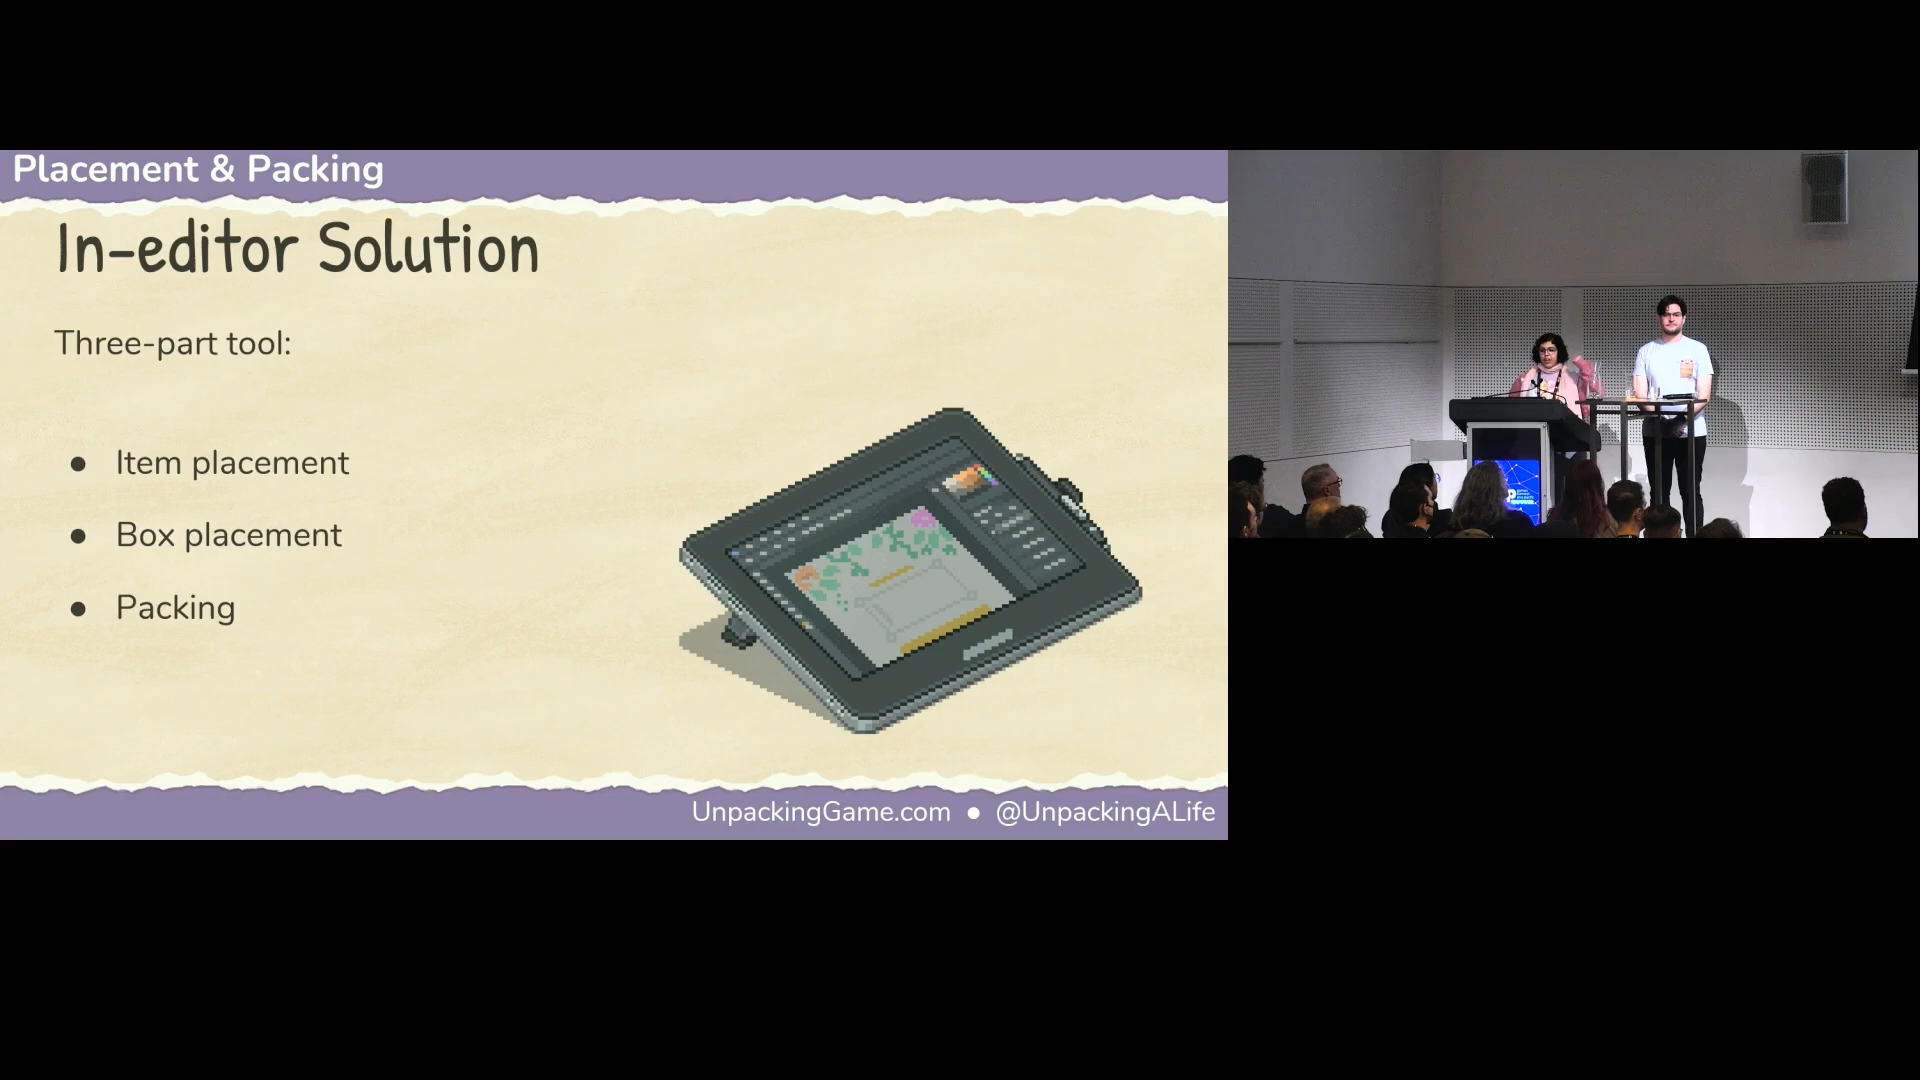 Placement & Packing
In-editor Solution
Three-part tool:
● Item placement
● Box placement
● Packing
UnpackingGame.com ● @UnpackingALife